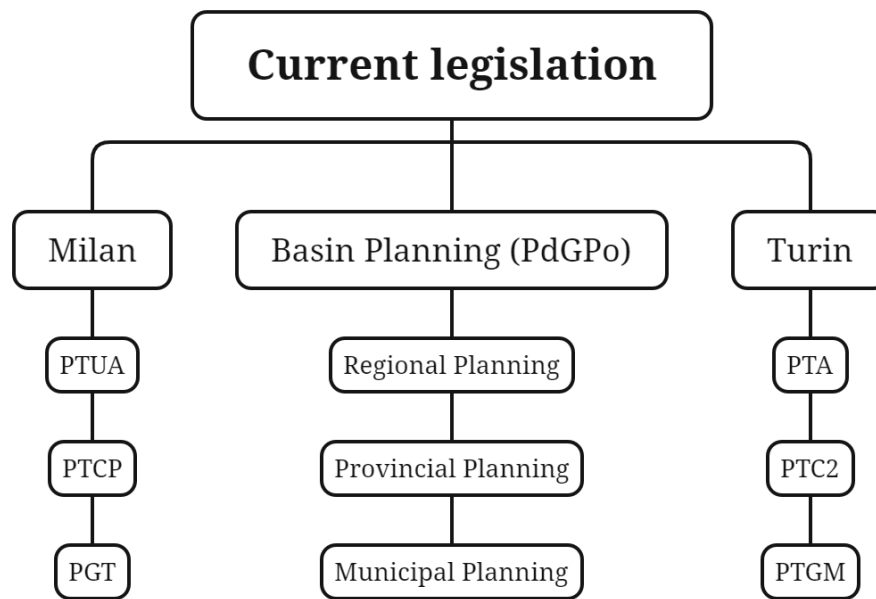 Current legislation
Milan
Basin Planning (PdGPo)
Turin
PTUA
Regional Planning
PTA
PTCP
Provincial Planning
PTC2
PGT
Municipal Planning
PTGM